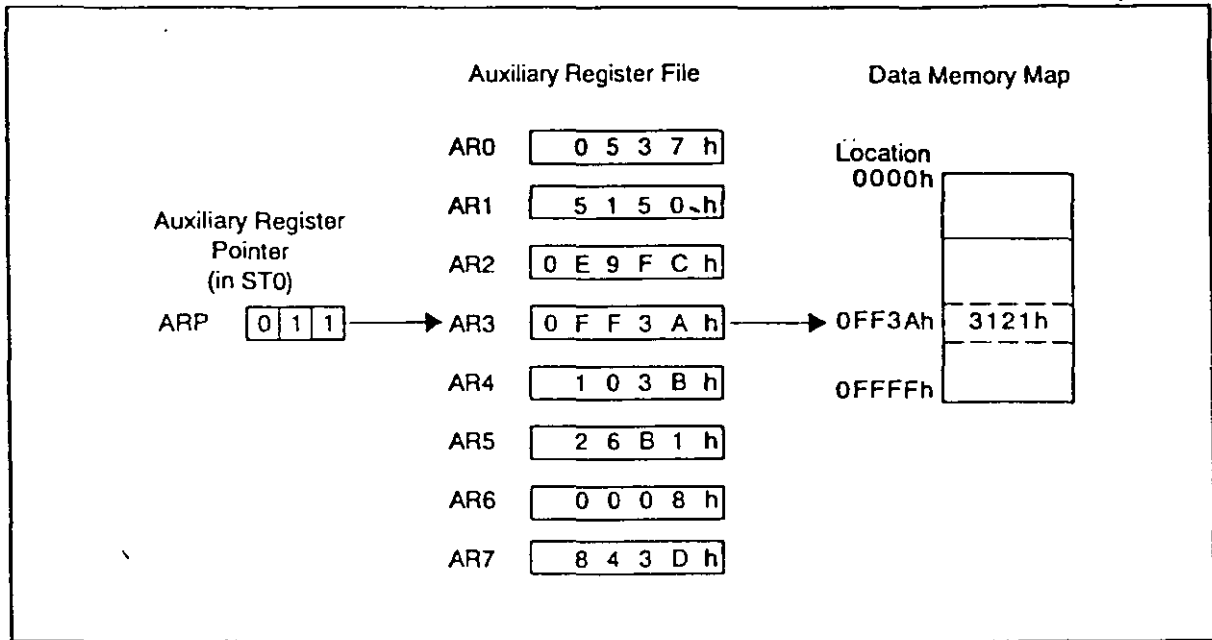 Auxiliary Register File
Data Memory Map
Auxiliary Register
Pointer
(in ST0)
ARP 0 1 1
AR0 0 5 3 7 h
AR1 5 1 5 0 h
AR2 0 E 9 F C h
AR3 0 F F 3 A h
AR4 1 0 3 B h
AR5 2 6 B 1 h
AR6 0 0 0 8 h
AR7 8 4 3 D h
Location
0000h
0FF3Ah 3121h
0FFFFh